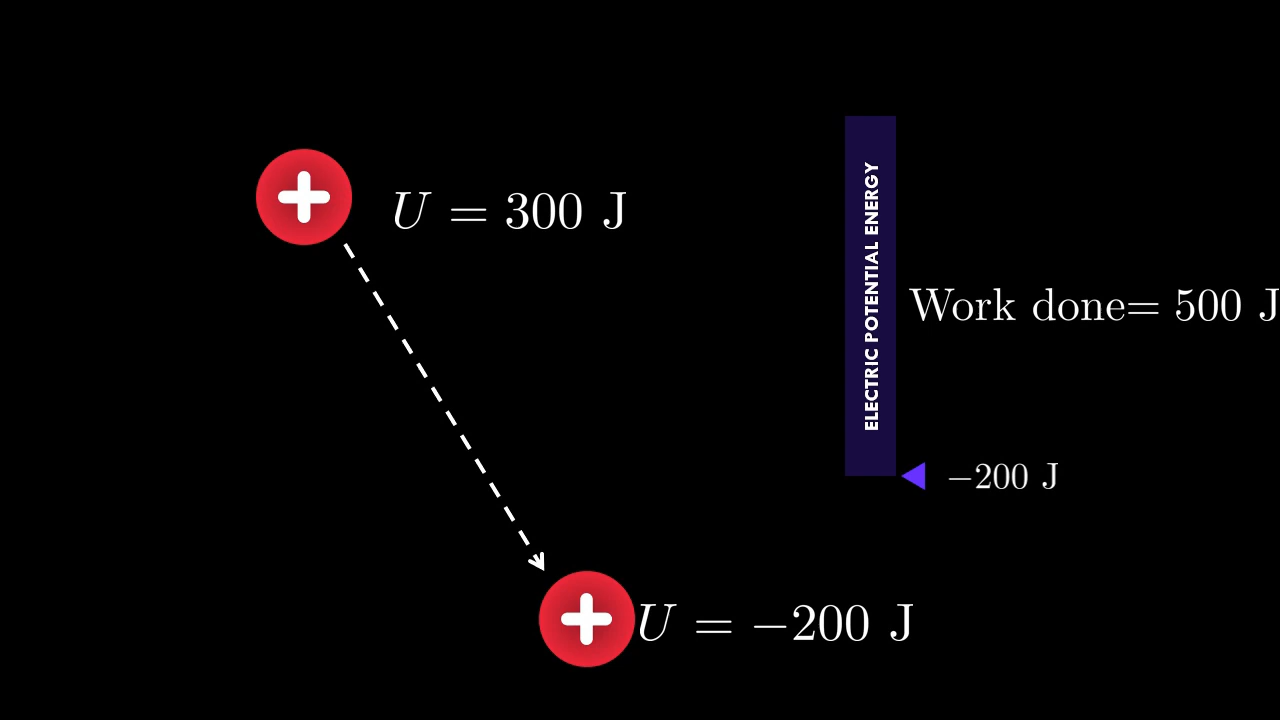 U = 300 J
ELECTRIC POTENTIAL ENERGY
Work done= 500 J
−200 J
U = −200 J